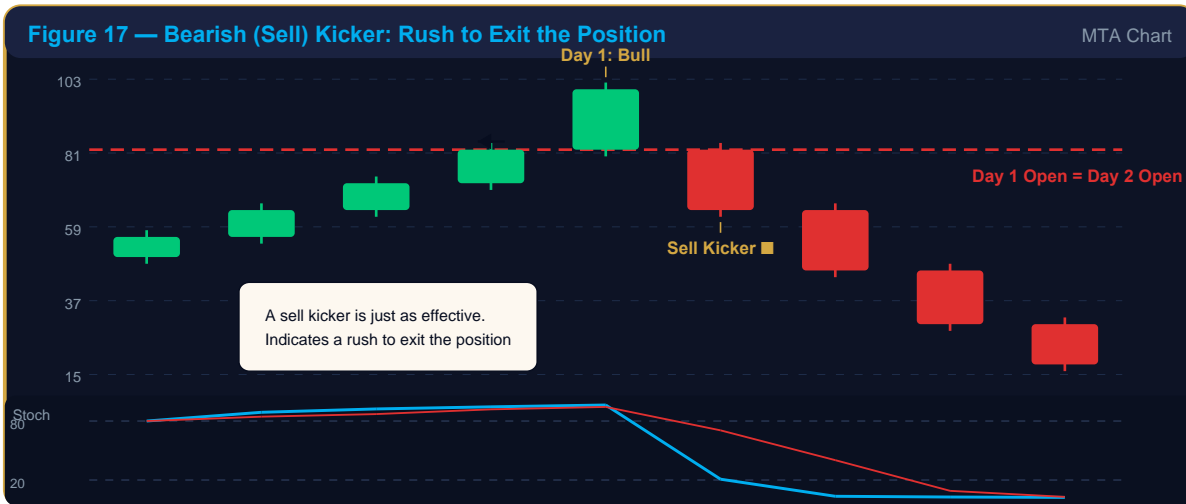 Figure 17 — Bearish (Sell) Kicker: Rush to Exit the Position
MTA Chart
Day 1: Bull
103
81
Day 1 Open = Day 2 Open
59
Sell Kicker ■
37
A sell kicker is just as effective.
Indicates a rush to exit the position
15
Stoch
80
20